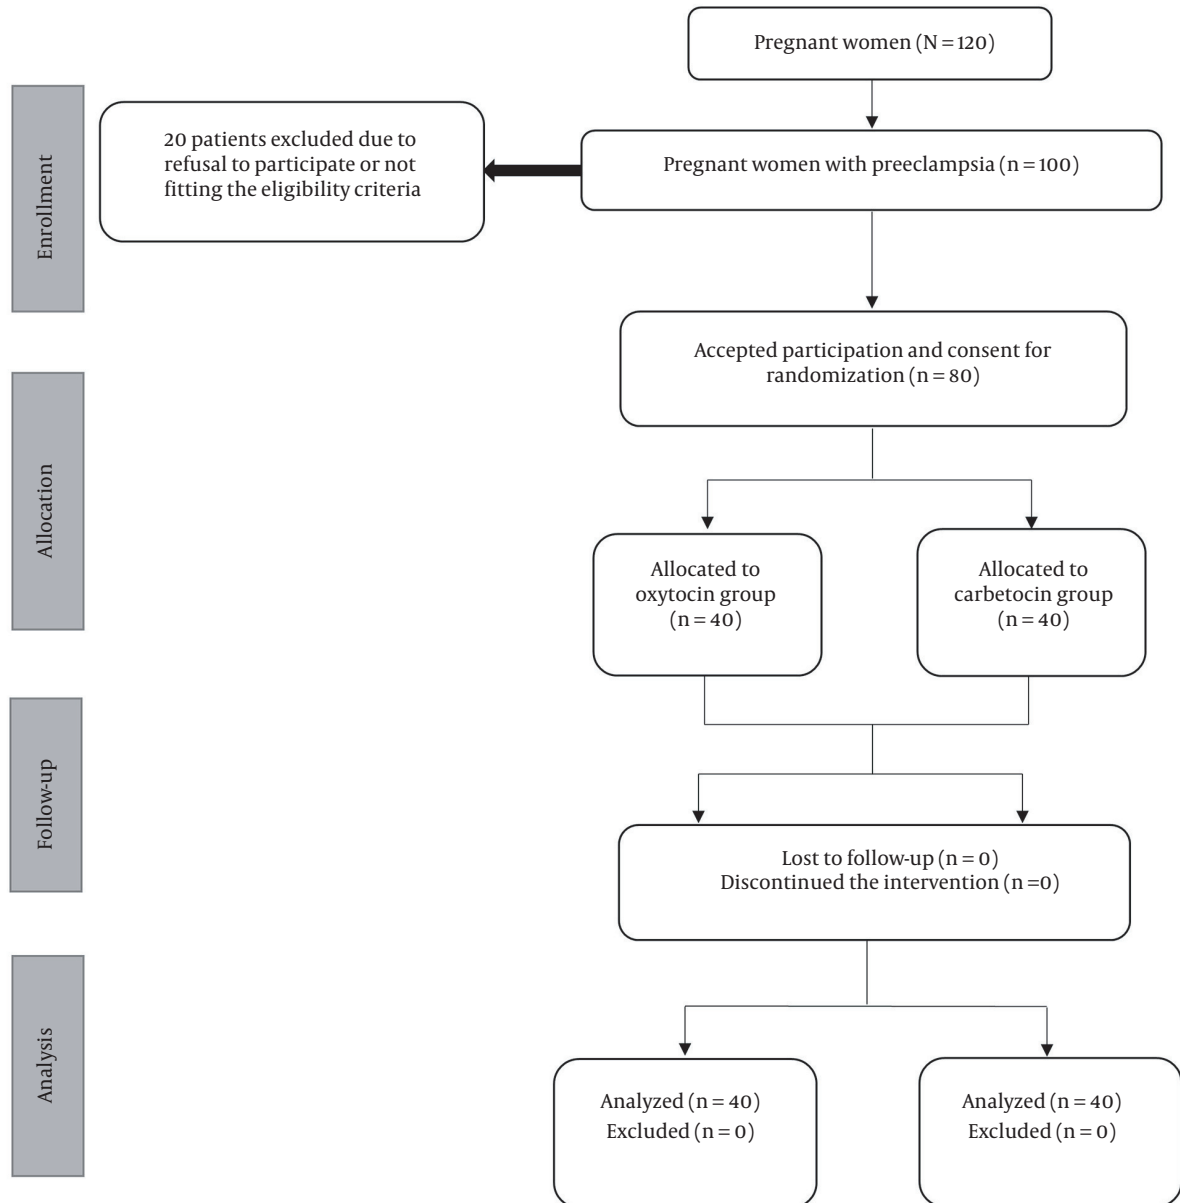 Pregnant women (N = 120)
Enrollment
20 patients excluded due to
refusal to participate or not
fitting the eligibility criteria
Pregnant women with preeclampsia (n = 100)
Accepted participation and consent for
randomization (n = 80)
Allocation
Allocated to
oxytocin group
(n = 40)
Allocated to
carbetocin group
(n = 40)
Follow-up
Lost to follow-up (n = 0)
Discontinued the intervention (n =0)
Analysis
Analyzed (n = 40)
Excluded (n = 0)
Analyzed (n = 40)
Excluded (n = 0)